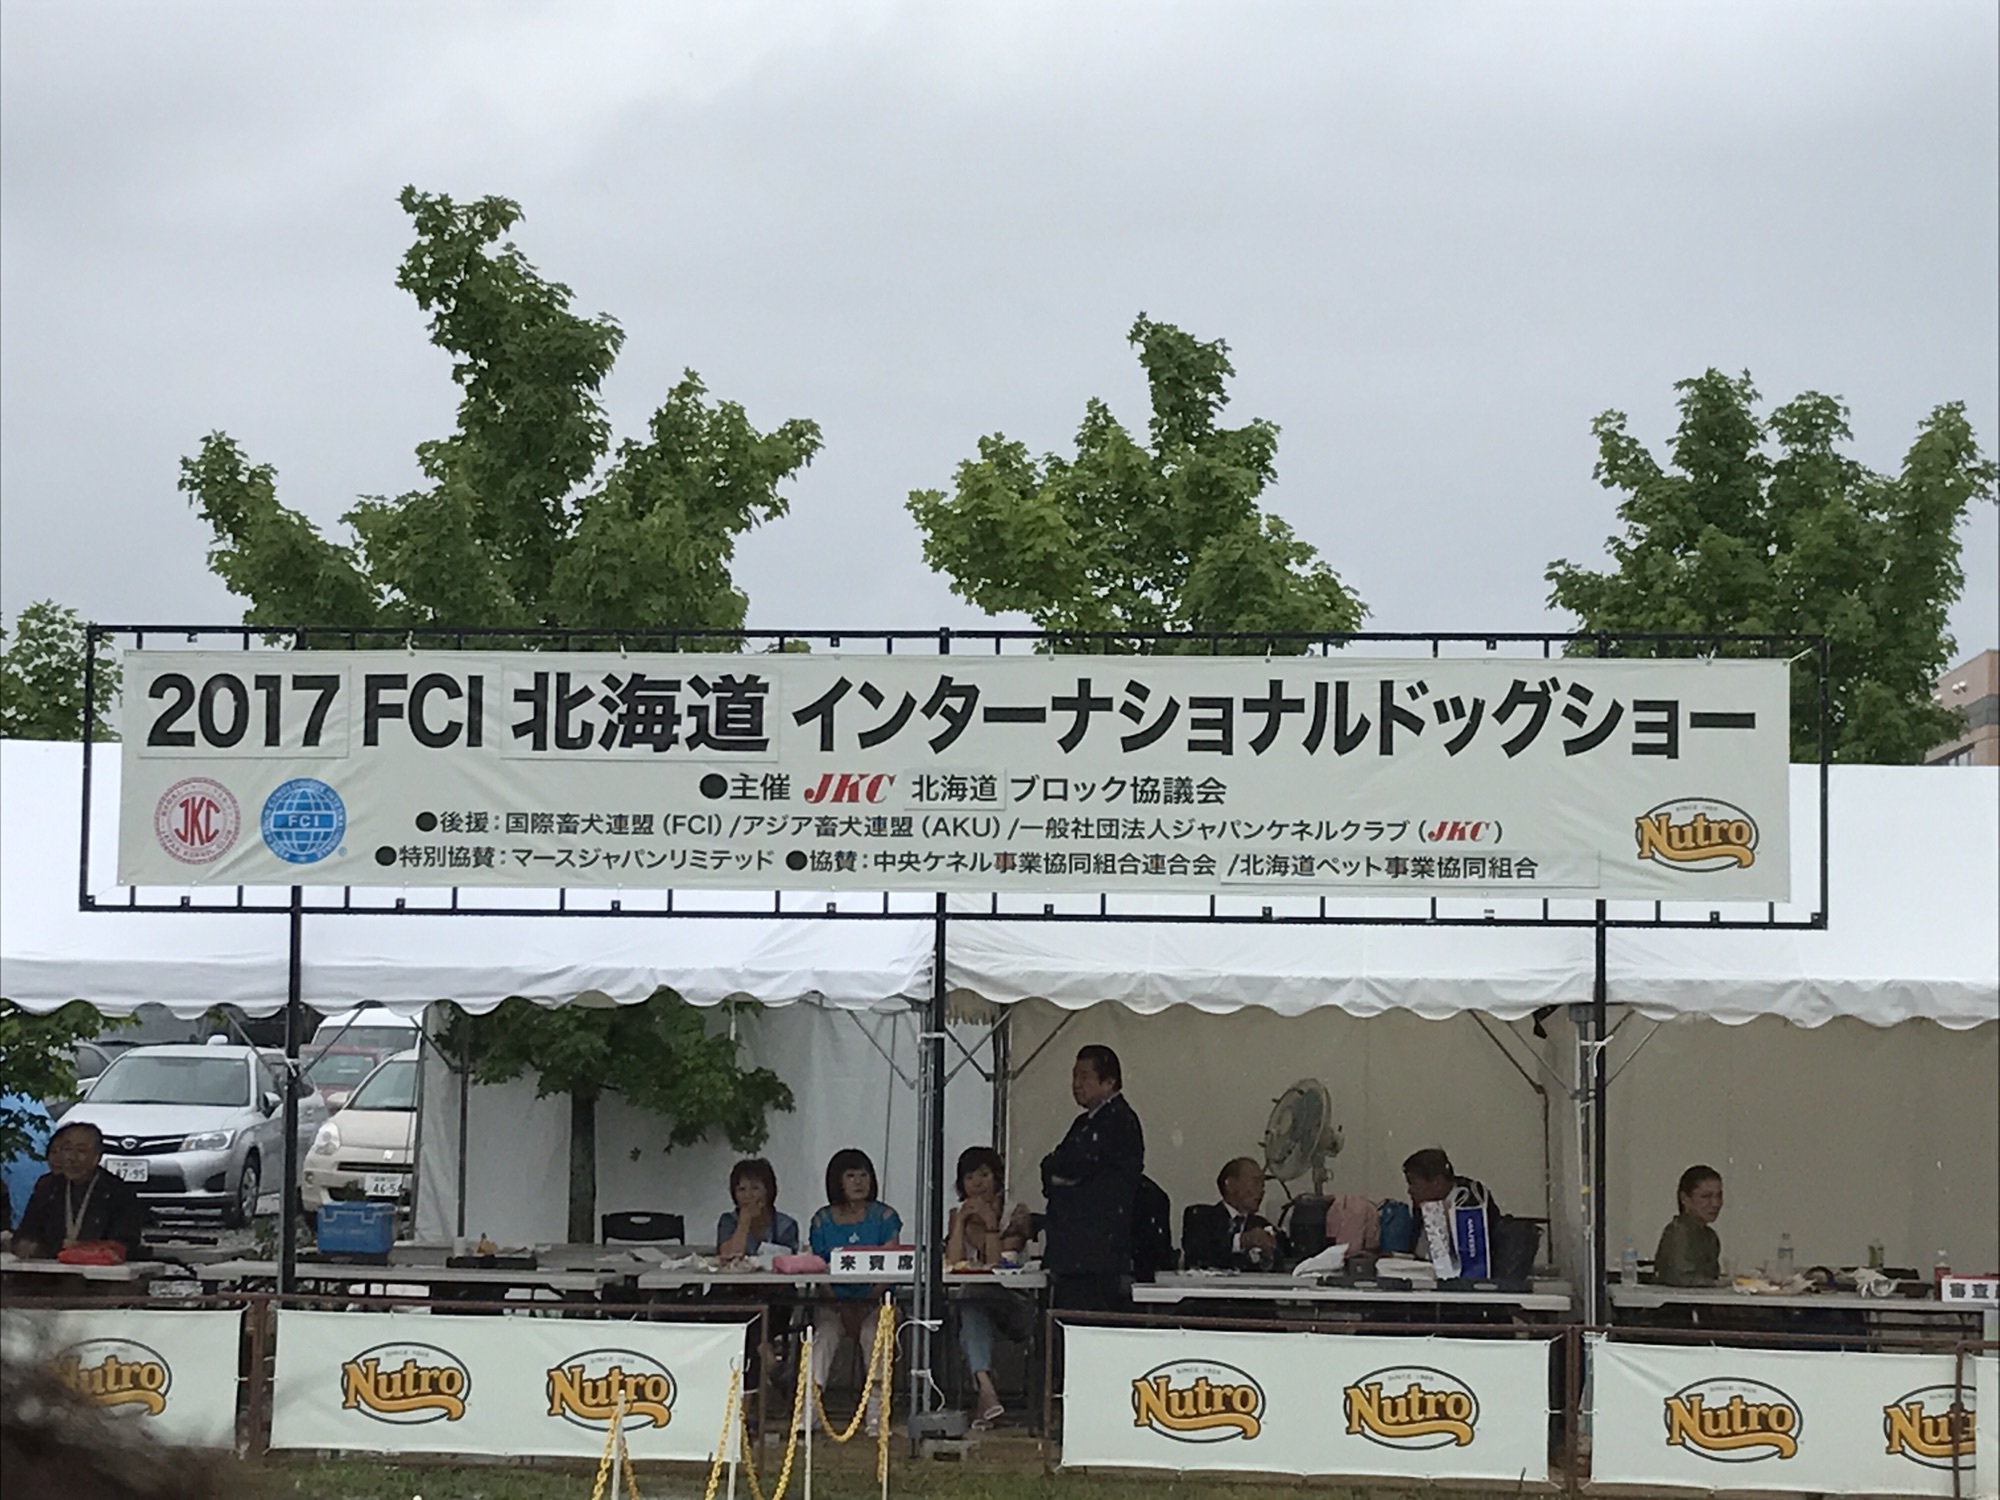 2017 FCI 北海道 インターナショナルドッグショー
●主催 JKC 北海道 ブロック協議会
JKC
FCI
●後援：国際畜犬連盟（FCI）/アジア畜犬連盟（AKU）/一般社団法人ジャパンケネルクラブ（JKC）
●特別協賛：マースジャパンリミテッド ●協賛：中央ケネル事業協同組合連合会 /北海道ペット事業協同組合
Nutro
来賓席
Nutro
Nutro
Nutro
Nutro
Nutro
Nutro